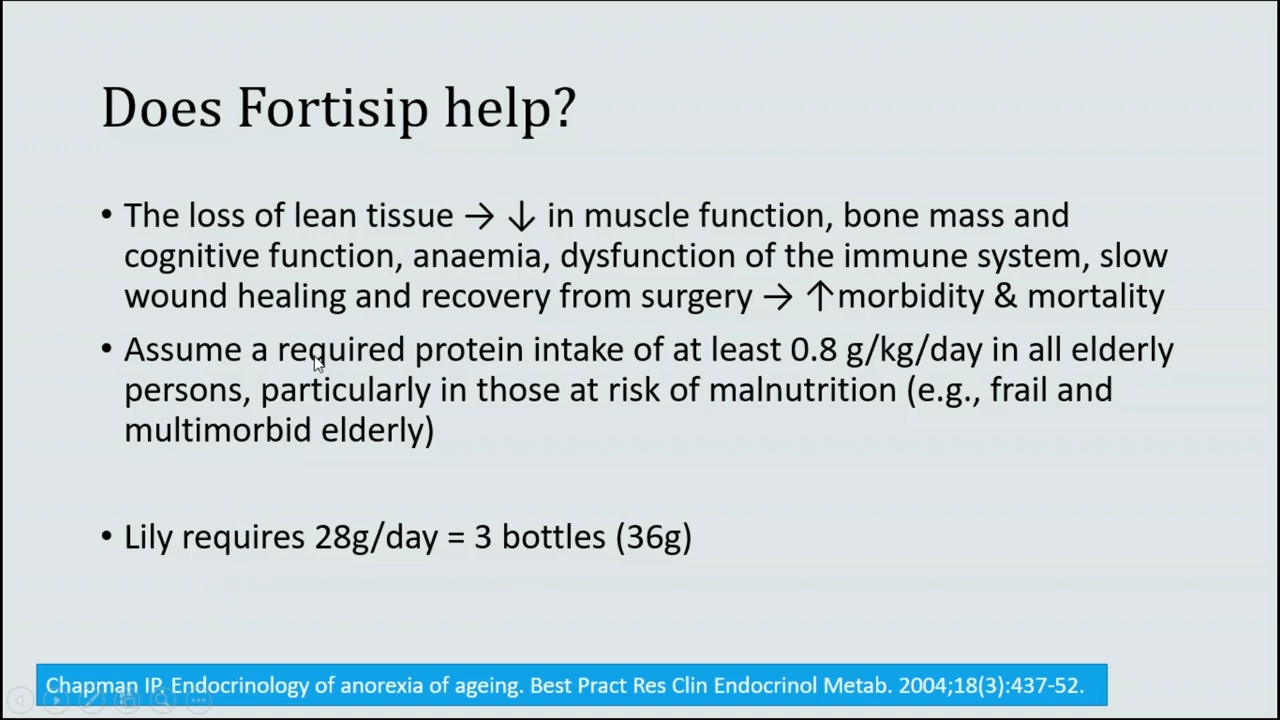 Does Fortisip help?
• The loss of lean tissue → ↓ in muscle function, bone mass and
cognitive function, anaemia, dysfunction of the immune system, slow
wound healing and recovery from surgery → ↑morbidity & mortality
• Assume a required protein intake of at least 0.8 g/kg/day in all elderly
persons, particularly in those at risk of malnutrition (e.g., frail and
multimorbid elderly)
• Lily requires 28g/day = 3 bottles (36g)
Chapman IP. Endocrinology of anorexia of ageing. Best Pract Res Clin Endocrinol Metab. 2004;18(3):437-52.